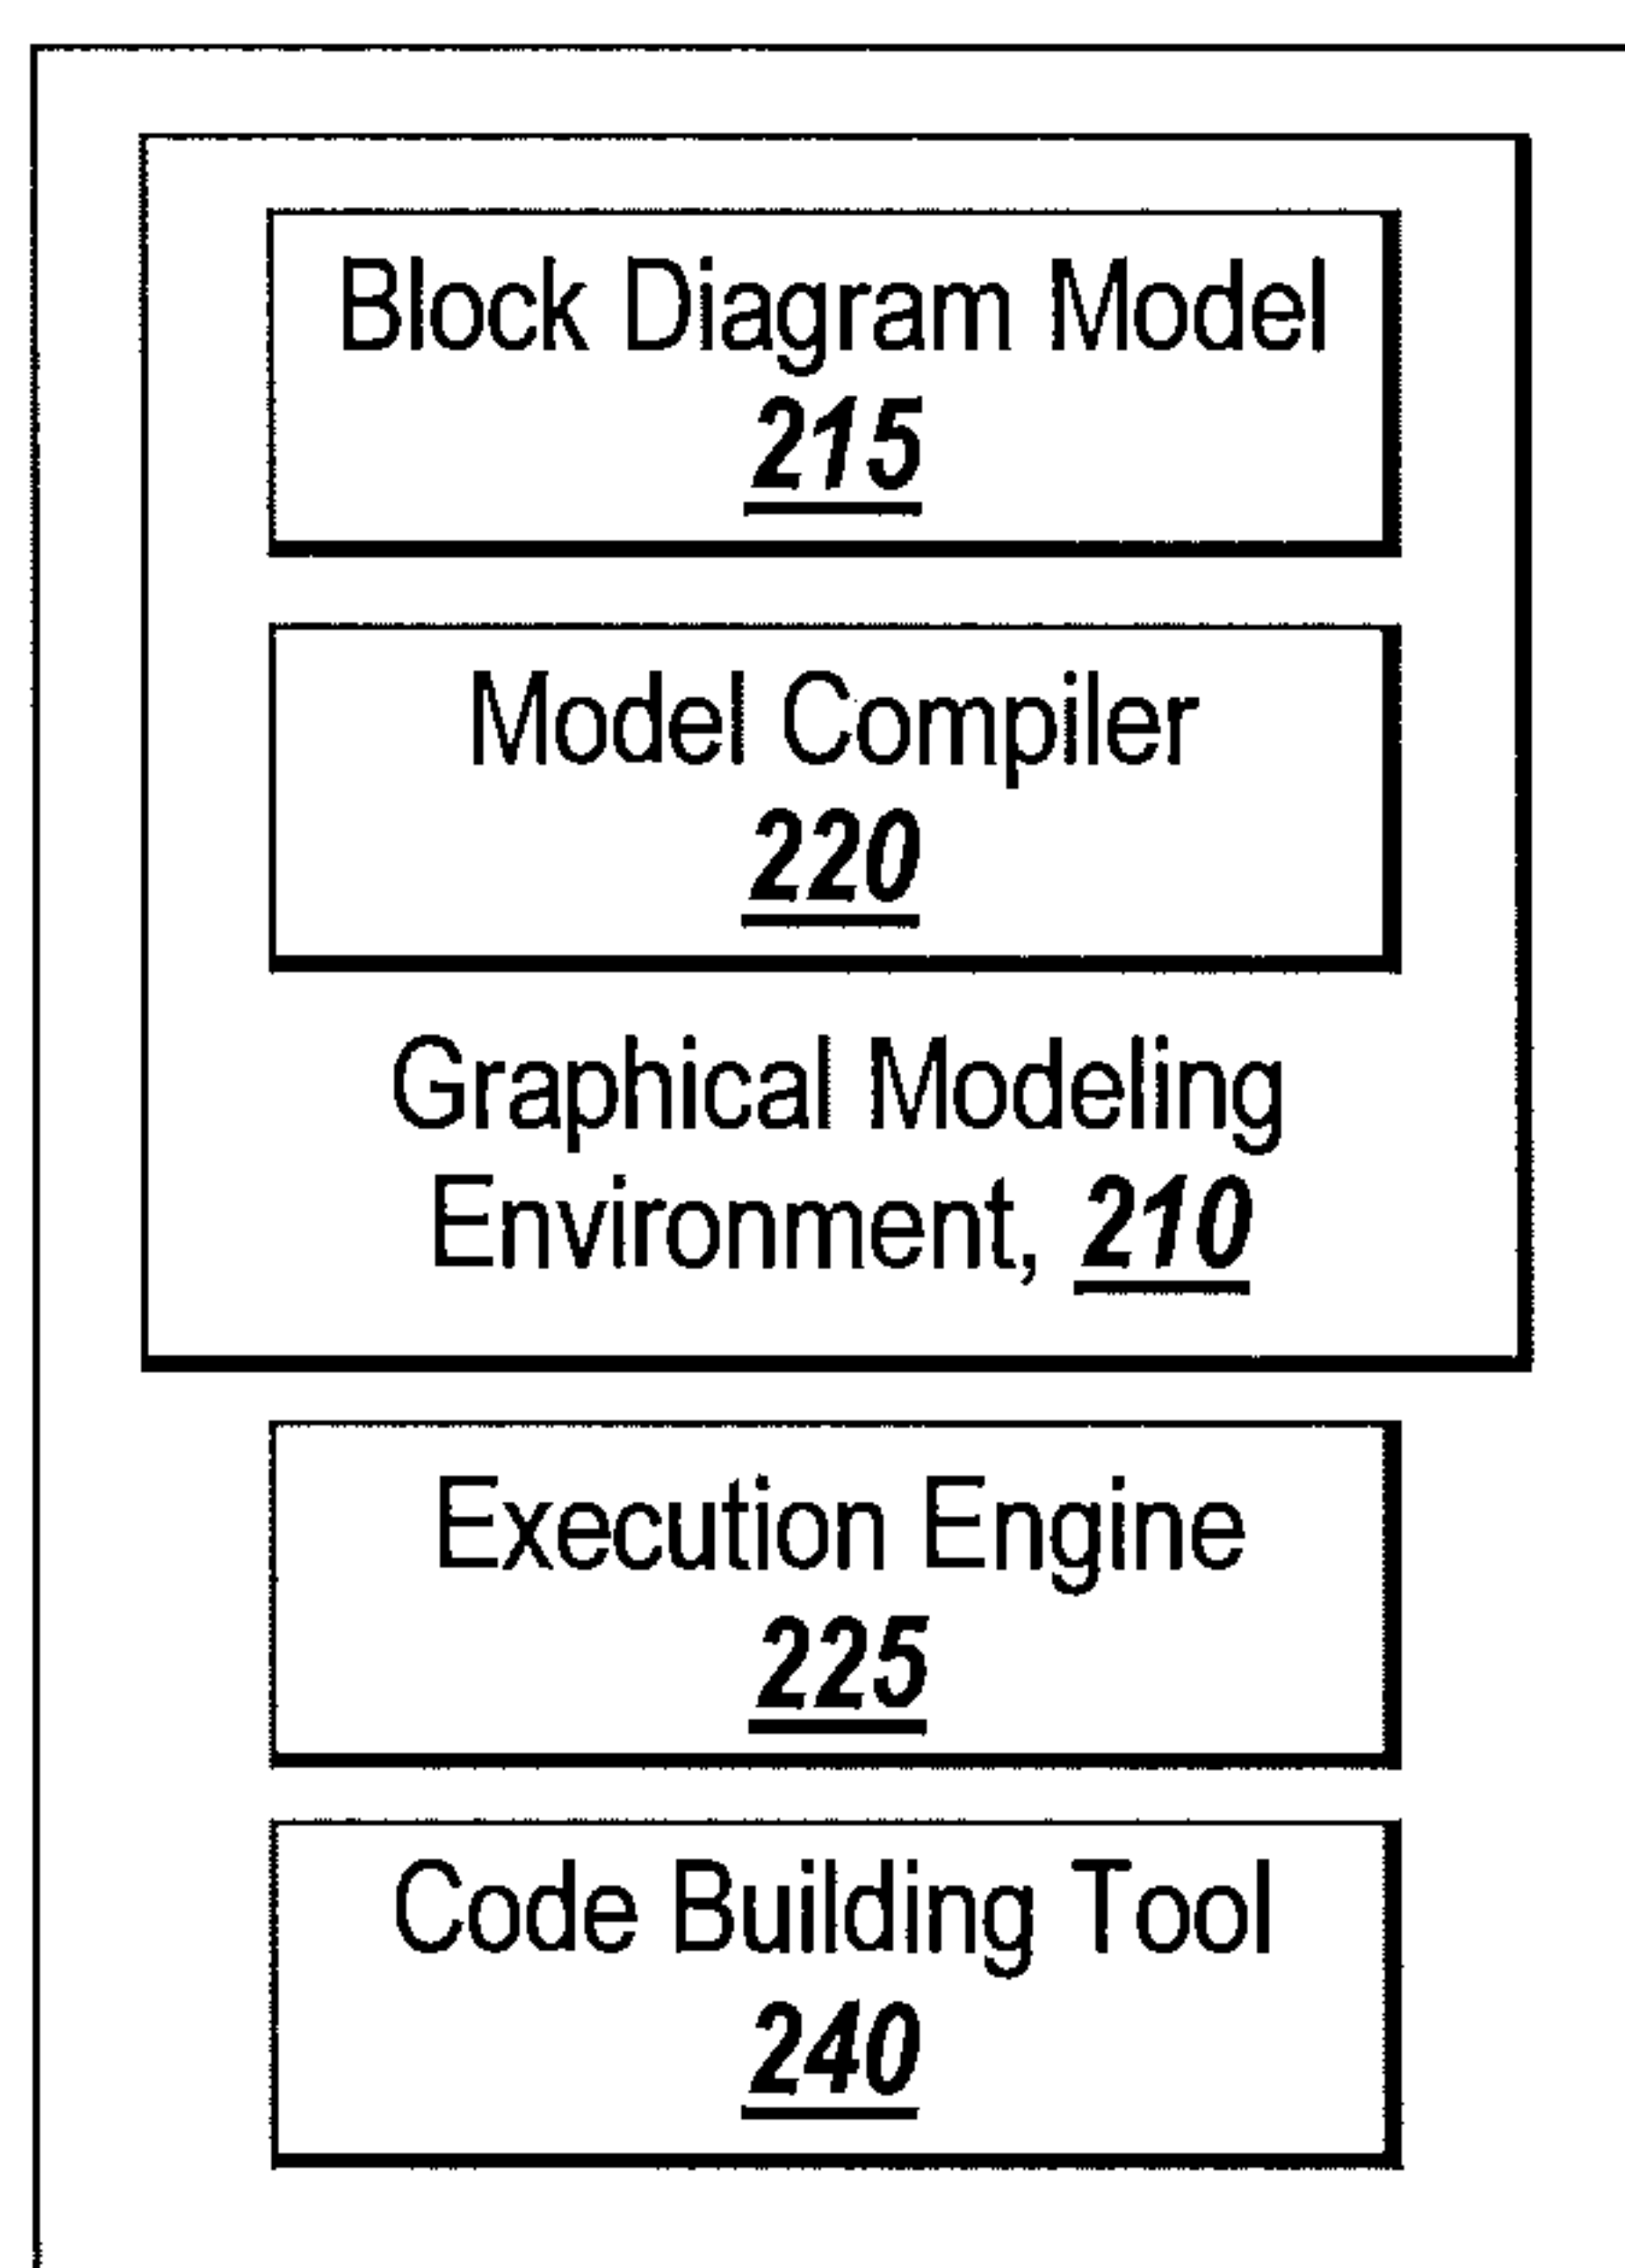 Block Diagram Model
215
Model Compiler
220
Graphical Modeling
Environment, 210
Execution Engine
225
Code Building Tool
240